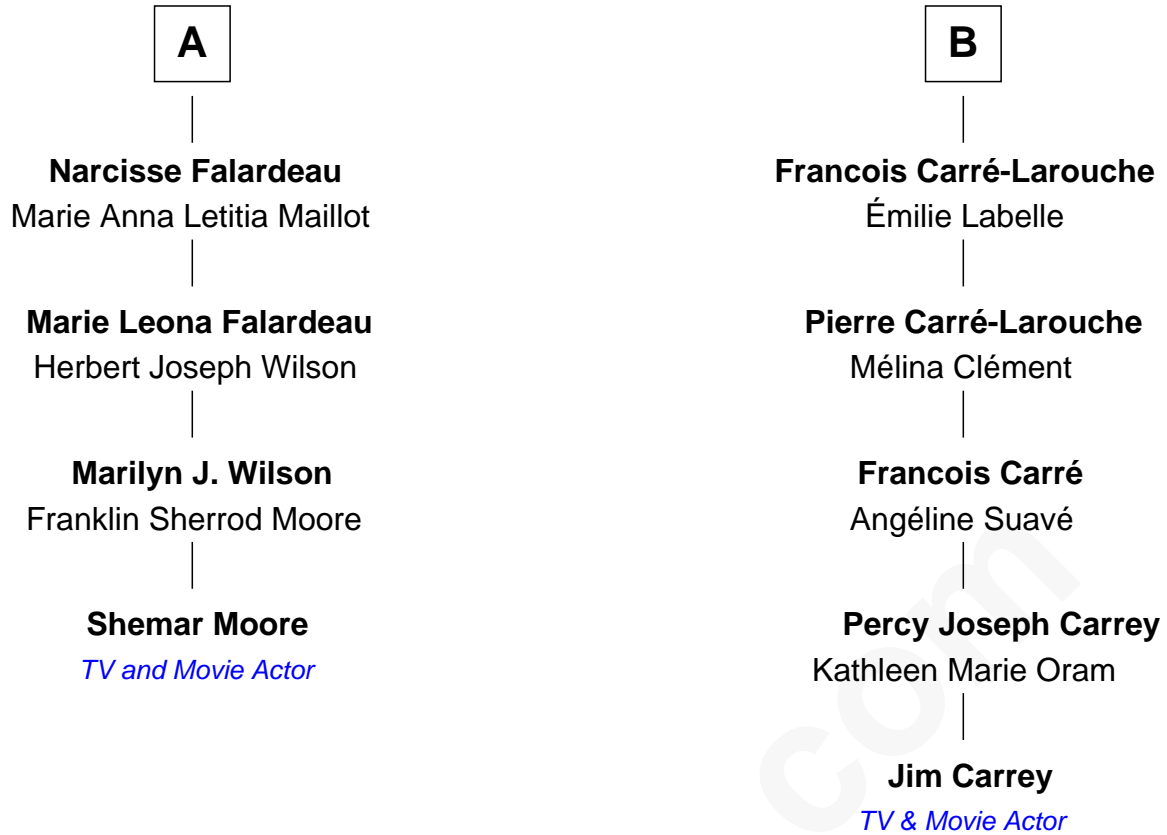 A
Narcisse Falardeau
Marie Anna Letitia Maillot
Marie Leona Falardeau
Herbert Joseph Wilson
Marilyn J. Wilson
Franklin Sherrod Moore
Shemar Moore
TV and Movie Actor
B
Francois Carré-Larouche
Émilie Labelle
Pierre Carré-Larouche
Mélina Clément
Francois Carré
Angéline Suavé
Percy Joseph Carrey
Kathleen Marie Oram
Jim Carrey
TV & Movie Actor
com